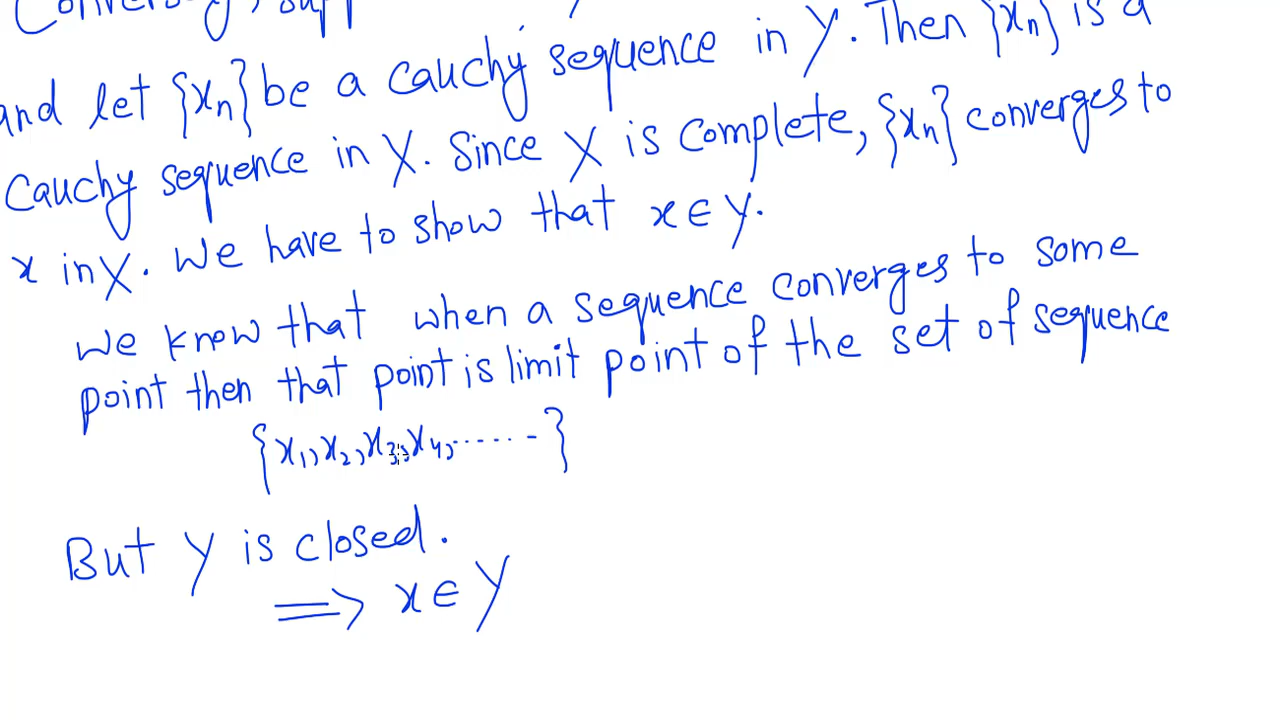 Conversely, supp
and let {xn} be a cauchy sequence in Y. Then {xn} is a
Cauchy sequence in X. Since X is complete, {xn} converges to
x in X. We have to show that x ∈ Y.
We know that when a sequence converges to some
point then that point is limit point of the set of sequence
{x1, x2, x3, x4, ...... - }
But Y is closed.
⟹ x ∈ Y